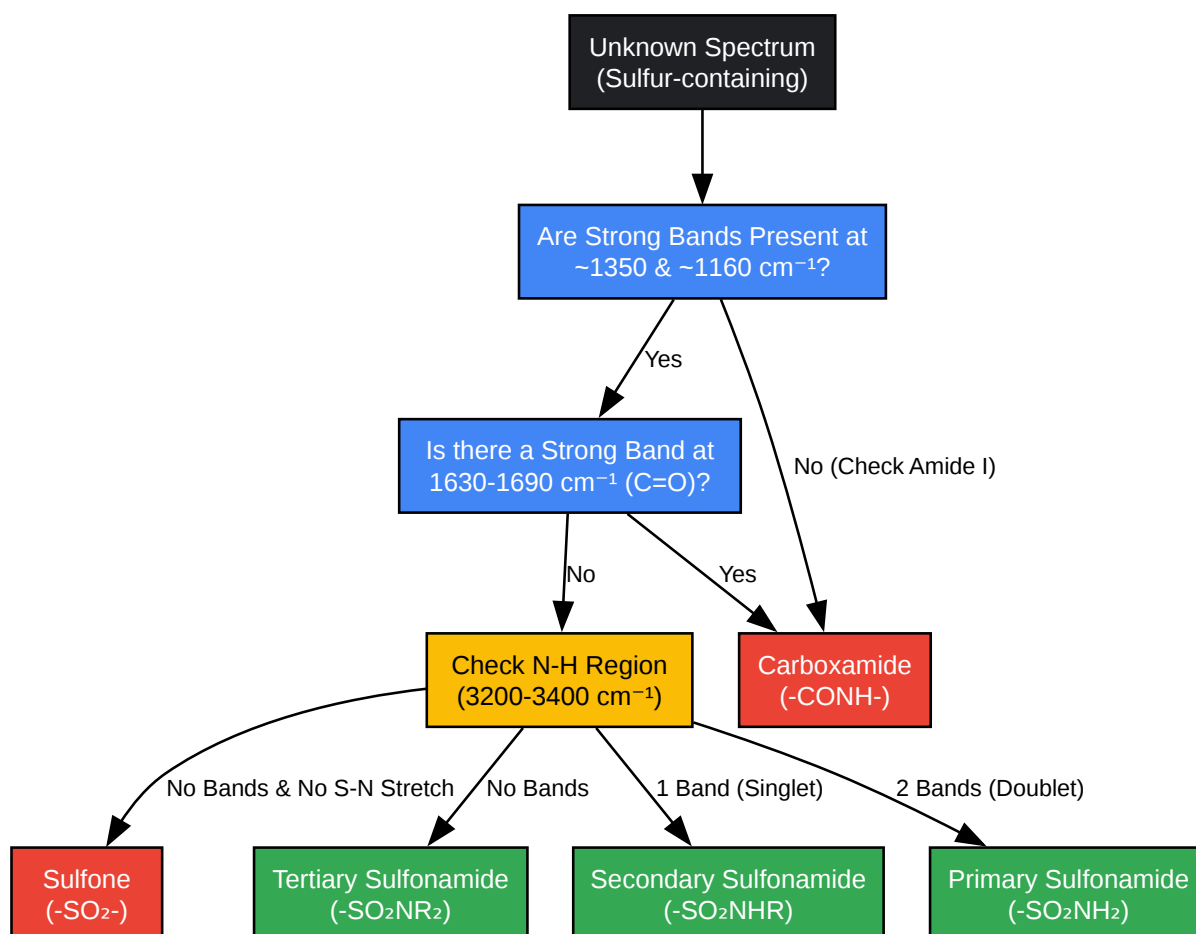 Unknown Spectrum
(Sulfur-containing)
Are Strong Bands Present at
~1350 & ~1160 cm⁻¹?
Yes
Is there a Strong Band at
1630-1690 cm⁻¹ (C=O)?
No (Check Amide I)
No
Yes
Check N-H Region
(3200-3400 cm⁻¹)
Carboxamide
(-CONH-)
No Bands & No S-N Stretch
No Bands
1 Band (Singlet)
2 Bands (Doublet)
Sulfone
(-SO₂-)
Tertiary Sulfonamide
(-SO₂NR₂)
Secondary Sulfonamide
(-SO₂NHR)
Primary Sulfonamide
(-SO₂NH₂)